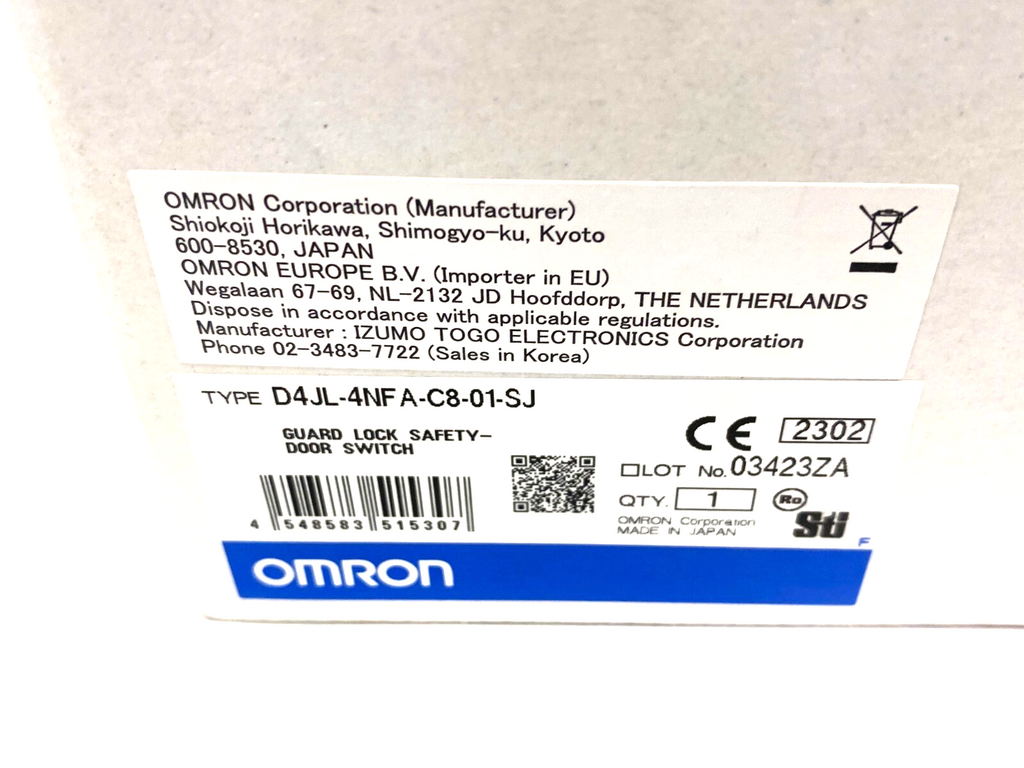 OMRON Corporation (Manufacturer)
Shiokoji Horikawa, Shimogyo-ku, Kyoto
600-8530, JAPAN
OMRON EUROPE B.V. (Importer in EU)
Wegalaan 67-69, NL-2132 JD Hoofddorp, THE NETHERLANDS
Dispose in accordance with applicable regulations.
Manufacturer : IZUMO TOGO ELECTRONICS Corporation
Phone 02-3483-7722 (Sales in Korea)
TYPE D4JL-4NFA-C8-01-SJ
GUARD LOCK SAFETY-
DOOR SWITCH
CE 2302
LOT No. 03423ZA
QTY. 1 Ro
OMRON Corporation
MADE IN JAPAN
Sti
F
4 548583 515307
OMRON